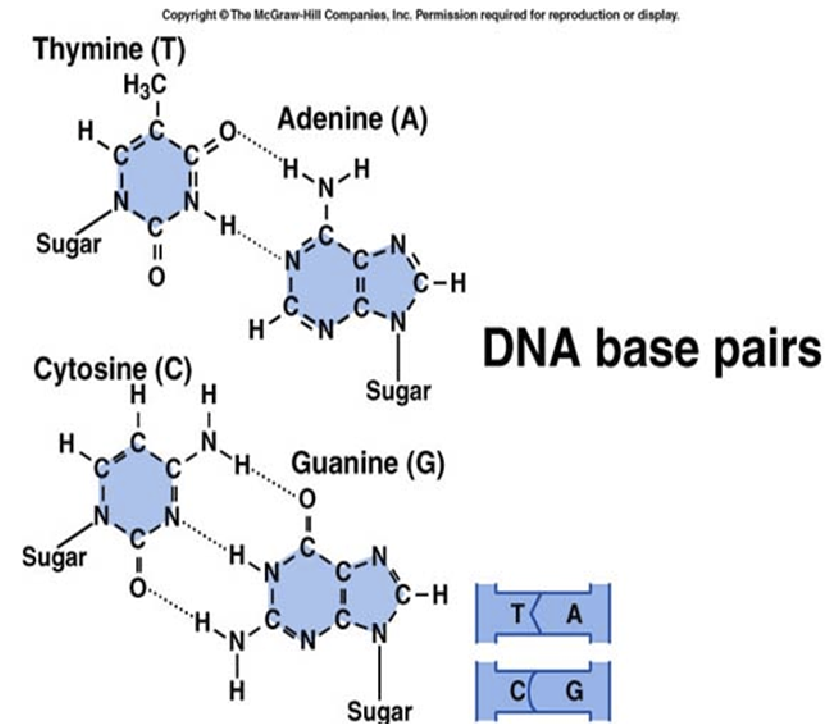 Copyright © The McGraw-Hill Companies, Inc. Permission required for reproduction or display.
Thymine (T)
H3C
H
C
O
Adenine (A)
C
C
H
H
N
N
N
H
C
Sugar
O
C
N
N
C
C-H
C
C
H
N
N
Sugar
DNA base pairs
Cytosine (C)
H
H
H
C
N
C
C
H
Guanine (G)
O
N
N
C
Sugar
H
C
N
N
C
O
C-H
H
C
C
N
N
N
H
Sugar
T A
C G